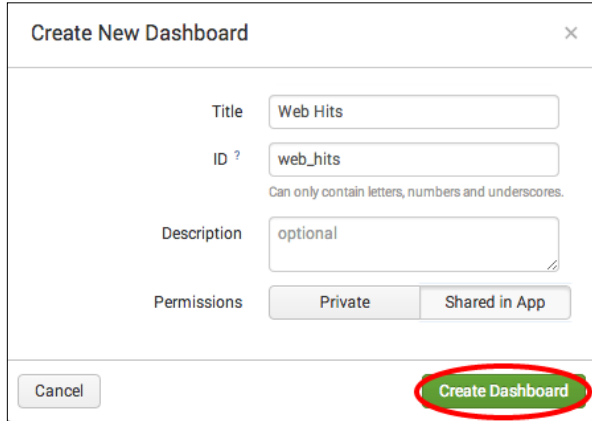 Create New Dashboard ×
Title Web Hits
ID ? web_hits
Can only contain letters, numbers and underscores.
Description optional
Permissions Private Shared in App
Cancel Create Dashboard